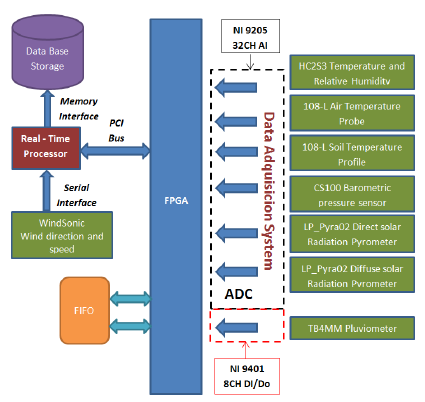 NI 9205
32CH AI
Data Base
Storage
HC2S3 Temperature and
Relative Humidity
Memory
Interface
PCI
Bus
108-L Air Temperature
Probe
Real - Time
Processor
108-L Soil Temperature
Profile
Serial
Interface
FPGA
Data Adquisicion System
CS100 Barometric
pressure sensor
WindSonic
Wind direction and
speed
LP_Pyra02 Direct solar
Radiation Pyrometer
LP_Pyra02 Diffuse solar
Radiation Pyrometer
ADC
FIFO
TB4MM Pluviometer
NI 9401
8CH DI/Do